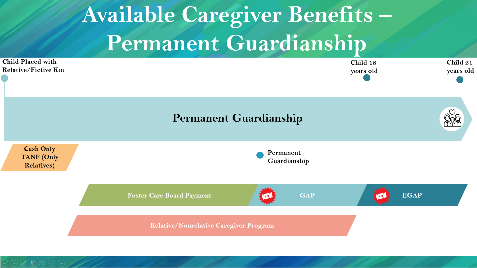 Available Caregiver Benefits –
Permanent Guardianship
Child Placed with
Relative/Fictive Kin
Child 16
years old
Child 21
years old
Permanent Guardianship
Cash Only
TANF (Only
Relatives)
Permanent
Guardianship
Foster Care Board Payment
NEW
GAP
NEW
EGAP
Relative/Nonrelative Caregiver Program